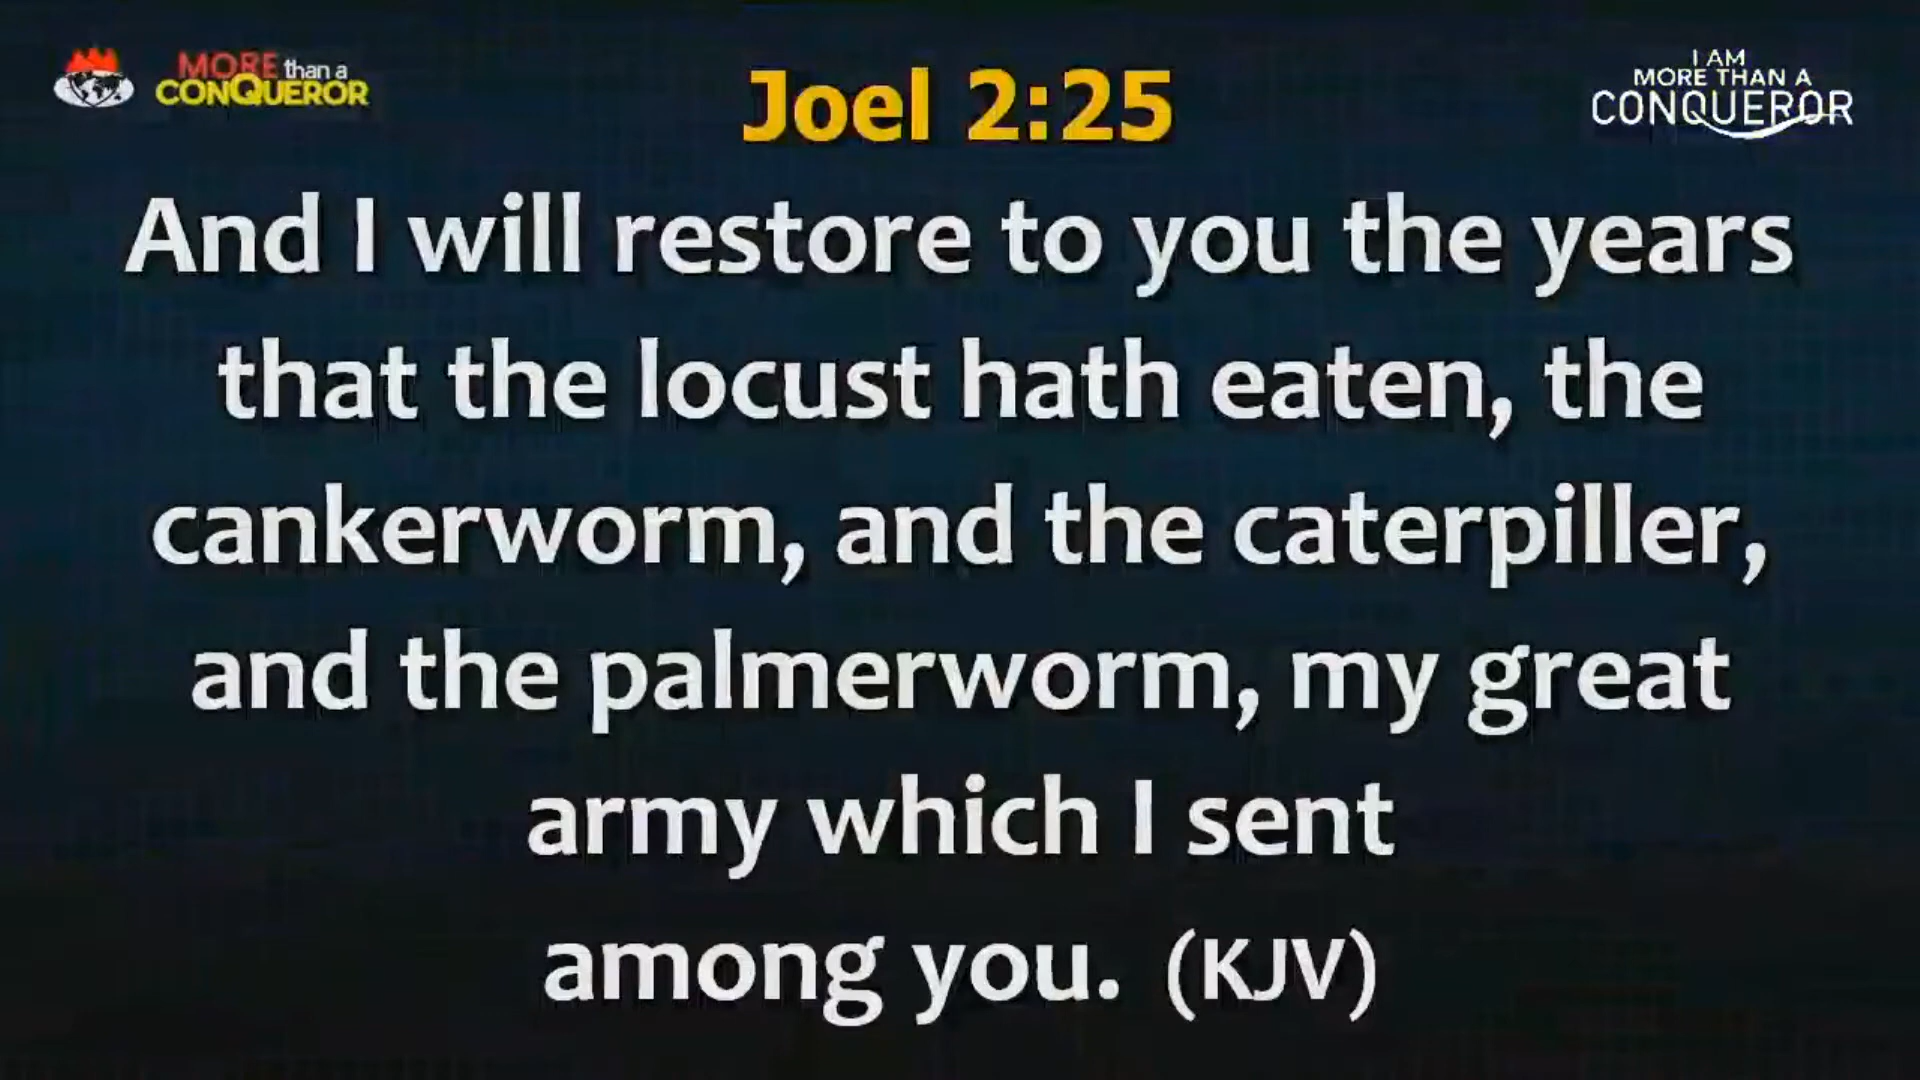 MORE than a
CONQUEROR
Joel 2:25
I AM
MORE THAN A
CONQUEROR
And I will restore to you the years
that the locust hath eaten, the
cankerworm, and the caterpiller,
and the palmerworm, my great
army which I sent
among you. (KJV)